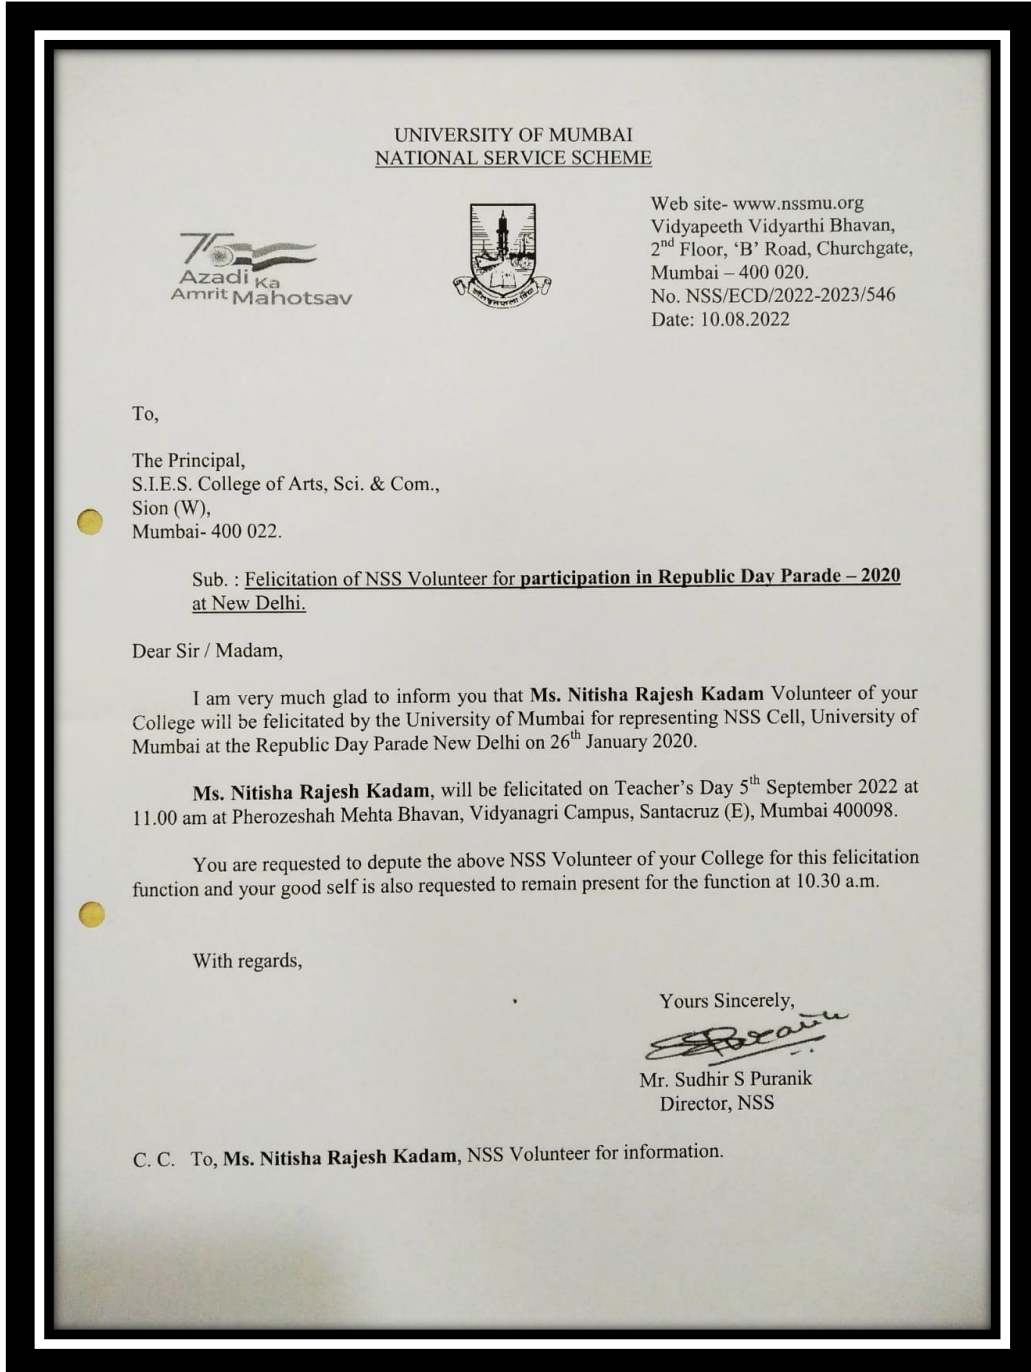 UNIVERSITY OF MUMBAI
NATIONAL SERVICE SCHEME
75
Azadi Ka
Amrit Mahotsav
Web site- www.nssmu.org
Vidyapeeth Vidyarthi Bhavan,
2nd Floor, ‘B’ Road, Churchgate,
Mumbai – 400 020.
No. NSS/ECD/2022-2023/546
Date: 10.08.2022
To,
The Principal,
S.I.E.S. College of Arts, Sci. & Com.,
Sion (W),
Mumbai- 400 022.
Sub. : Felicitation of NSS Volunteer for participation in Republic Day Parade – 2020
at New Delhi.
Dear Sir / Madam,
I am very much glad to inform you that Ms. Nitisha Rajesh Kadam Volunteer of your
College will be felicitated by the University of Mumbai for representing NSS Cell, University of
Mumbai at the Republic Day Parade New Delhi on 26th January 2020.
Ms. Nitisha Rajesh Kadam, will be felicitated on Teacher’s Day 5th September 2022 at
11.00 am at Pherozeshah Mehta Bhavan, Vidyanagri Campus, Santacruz (E), Mumbai 400098.
You are requested to depute the above NSS Volunteer of your College for this felicitation
function and your good self is also requested to remain present for the function at 10.30 a.m.
With regards,
Yours Sincerely,
Mr. Sudhir S Puranik
Director, NSS
C. C. To, Ms. Nitisha Rajesh Kadam, NSS Volunteer for information.